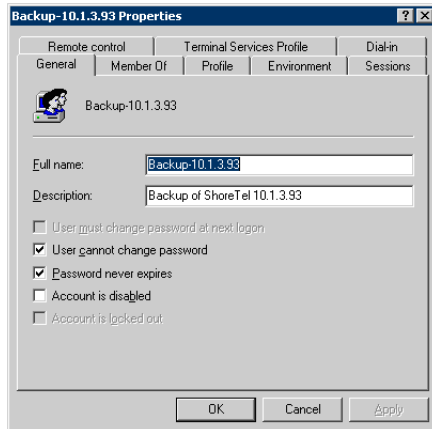 Backup-10.1.3.93 Properties
Remote control Terminal Services Profile Dial-in
General Member Of Profile Environment Sessions
Backup-10.1.3.93
Full name: Backup-10.1.3.93
Description: Backup of ShoreTel 10.1.3.93
User must change password at next logon
User cannot change password
Password never expires
Account is disabled
Account is locked out
OK Cancel Apply